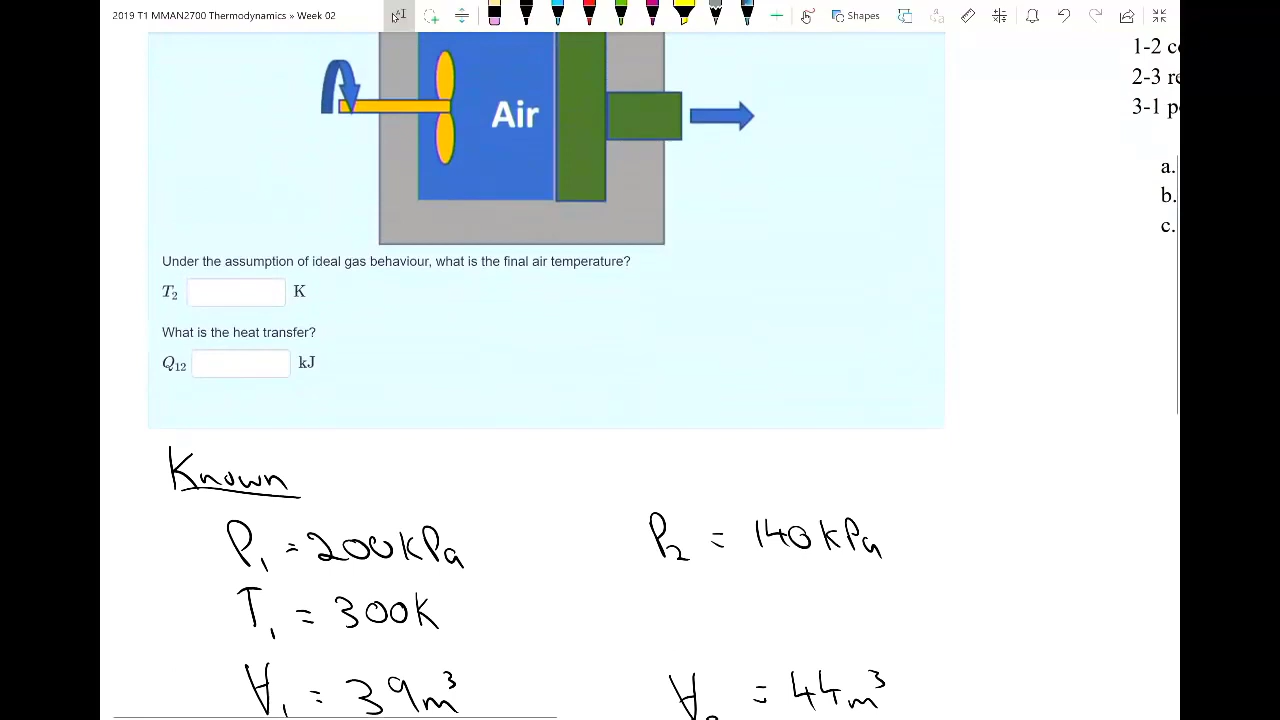 2019 T1 MMAN2700 Thermodynamics » Week 02
Shapes
1-2 c
2-3 re
3-1 p
Air
a.
b.
c.
Under the assumption of ideal gas behaviour, what is the final air temperature?
T2 K
What is the heat transfer?
Q12 kJ
Known
P1 = 200kPa
P2 = 140kPa
T1 = 300K
V1 = 39m³
V2 = 44m³